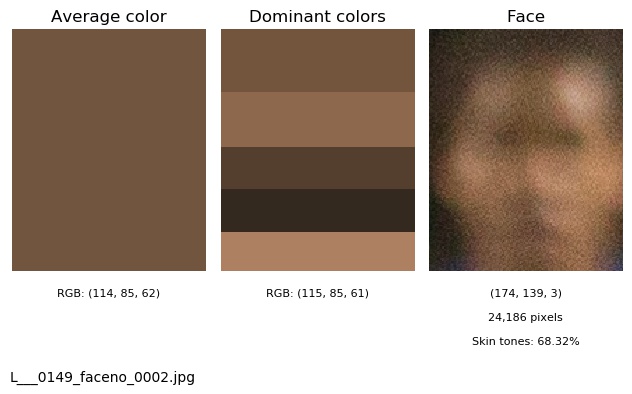 Average color
Dominant colors
Face
RGB: (114, 85, 62)
RGB: (115, 85, 61)
(174, 139, 3)
24,186 pixels
Skin tones: 68.32%
L___0149_faceno_0002.jpg